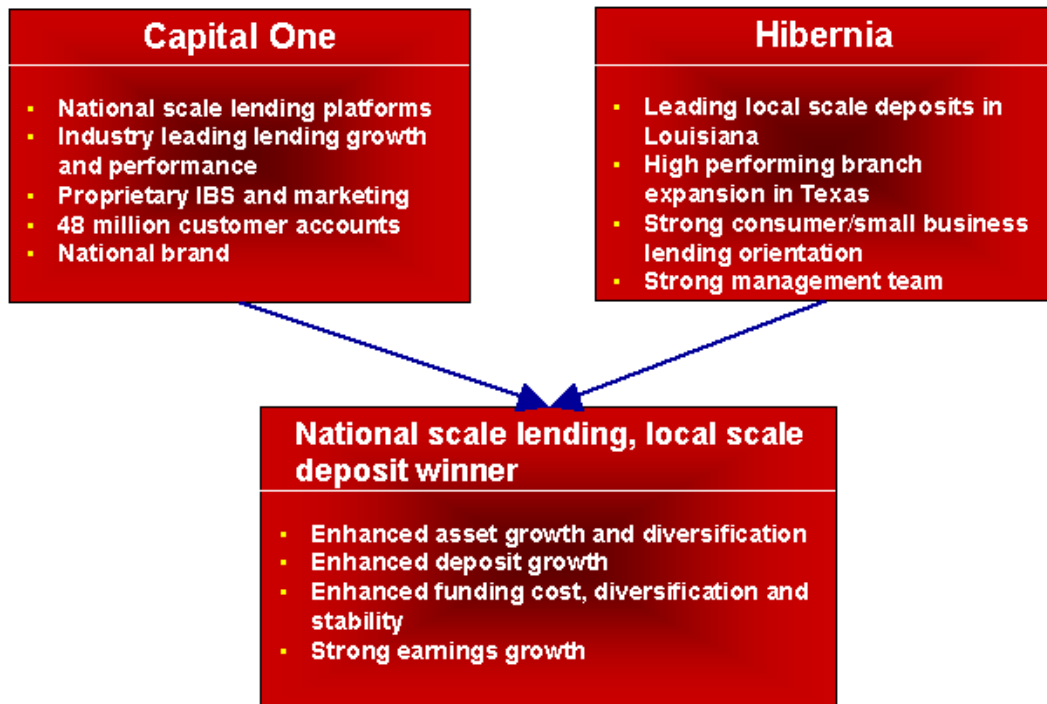 Capital One
▪ National scale lending platforms
▪ Industry leading lending growth
and performance
▪ Proprietary IBS and marketing
▪ 48 million customer accounts
▪ National brand
Hibernia
▪ Leading local scale deposits in
Louisiana
▪ High performing branch
expansion in Texas
▪ Strong consumer/small business
lending orientation
▪ Strong management team
National scale lending, local scale
deposit winner
▪ Enhanced asset growth and diversification
▪ Enhanced deposit growth
▪ Enhanced funding cost, diversification and
stability
▪ Strong earnings growth